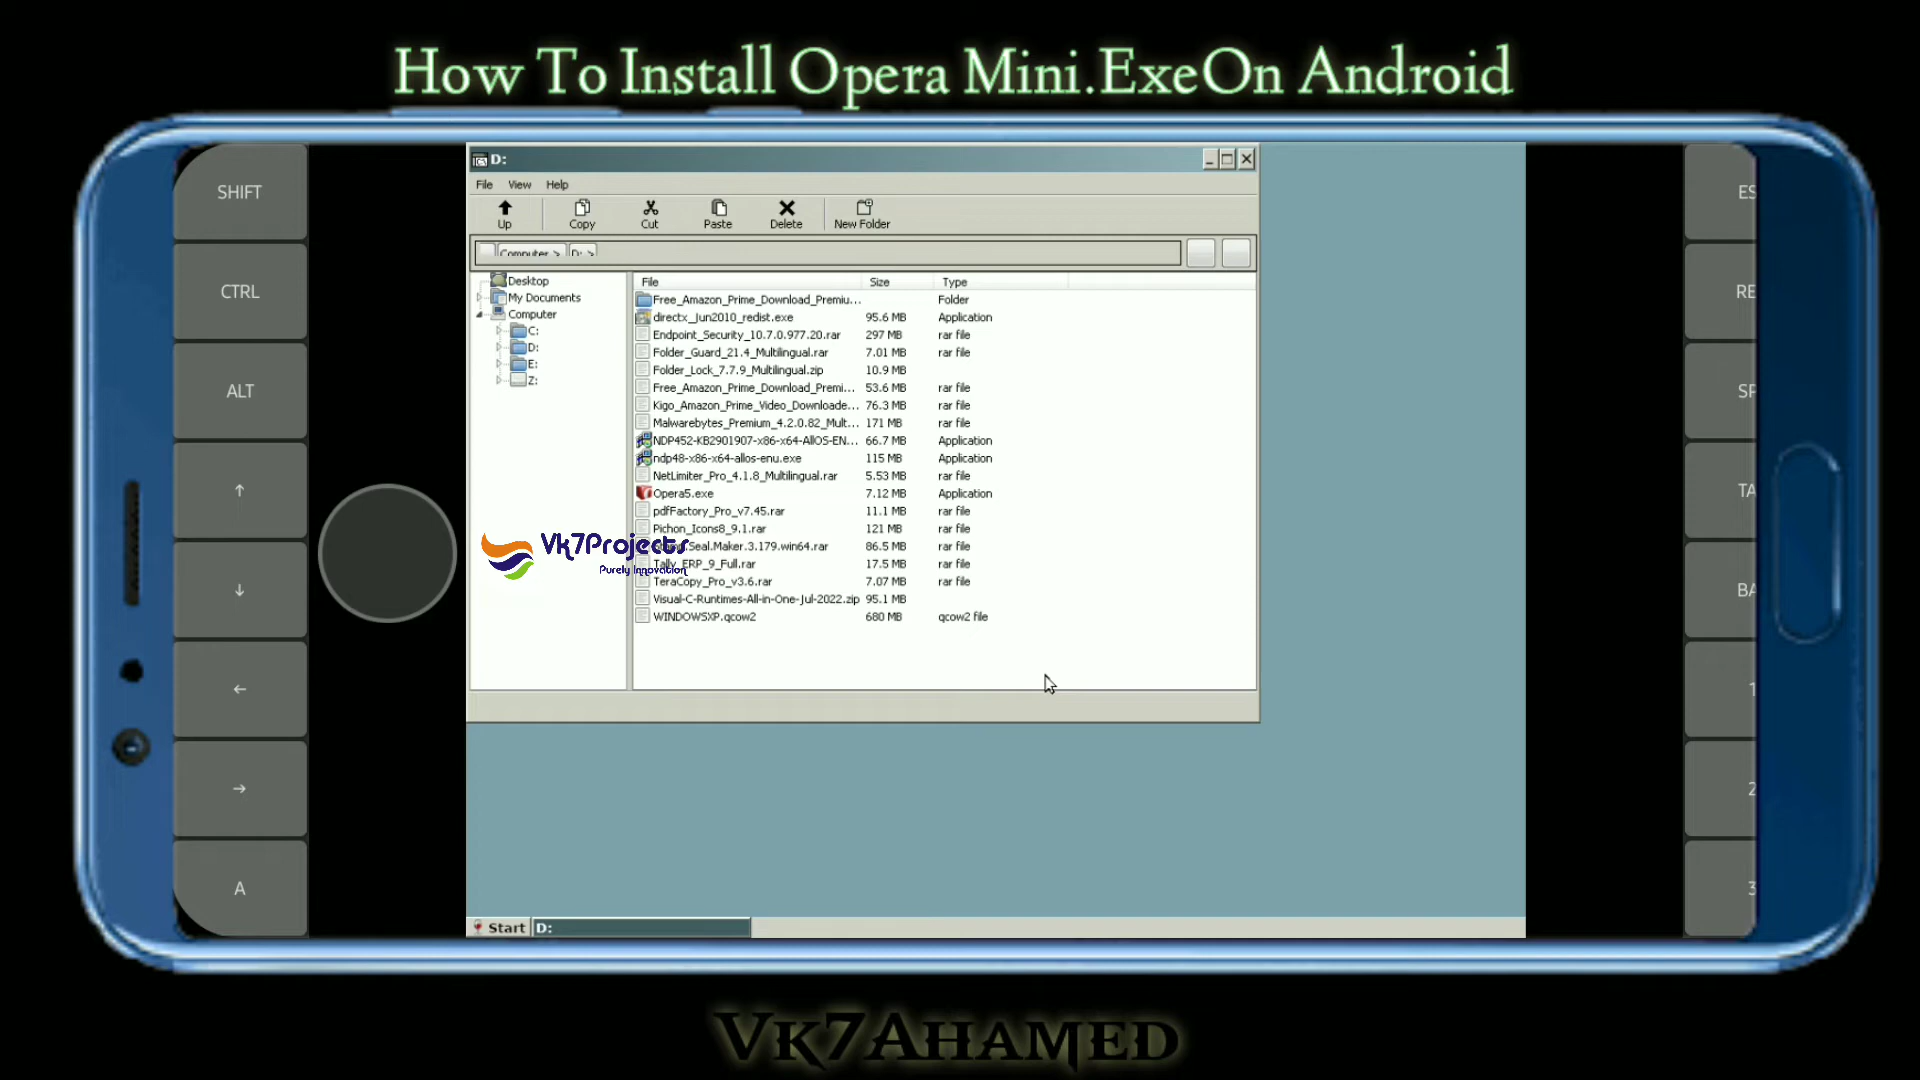 How To Install Opera Mini.ExeOn Android
D:
File View Help
Up Copy Cut Paste Delete New Folder
Computer > D: >
Desktop
My Documents
Computer
C:
D:
E:
Z:
File Size Type
Free_Amazon_Prime_Download_Premiu... Folder
directx_Jun2010_redist.exe 95.6 MB Application
Endpoint_Security_10.7.0.977.20.rar 297 MB rar file
Folder_Guard_21.4_Multilingual.rar 7.01 MB rar file
Folder_Lock_7.7.9_Multilingual.zip 10.9 MB
Free_Amazon_Prime_Download_Premi... 53.6 MB rar file
Kigo_Amazon_Prime_Video_Downloade... 76.3 MB rar file
Malwarebytes_Premium_4.2.0.82_Mult... 171 MB rar file
NDP452-KB2901907-x86-x64-AllOS-EN... 66.7 MB Application
ndp48-x86-x64-allos-enu.exe 115 MB Application
NetLimiter_Pro_4.1.8_Multilingual.rar 5.53 MB rar file
Opera5.exe 7.12 MB Application
pdfFactory_Pro_v7.45.rar 11.1 MB rar file
Pichon_Icons8_9.1.rar 121 MB rar file
.Seal.Maker.3.179.win64.rar 86.5 MB rar file
Tally_ERP_9_Full.rar 17.5 MB rar file
TeraCopy_Pro_v3.6.rar 7.07 MB rar file
Visual-C-Runtimes-All-in-One-Jul-2022.zip 95.1 MB
WINDOWSXP.qcow2 680 MB qcow2 file
Vk7Projects
Purely Innovation
Start D:
SHIFT
CTRL
ALT
↑
↓
←
→
A
ES
RE
SP
TA
BA
1
2
3
Vk7Ahamed